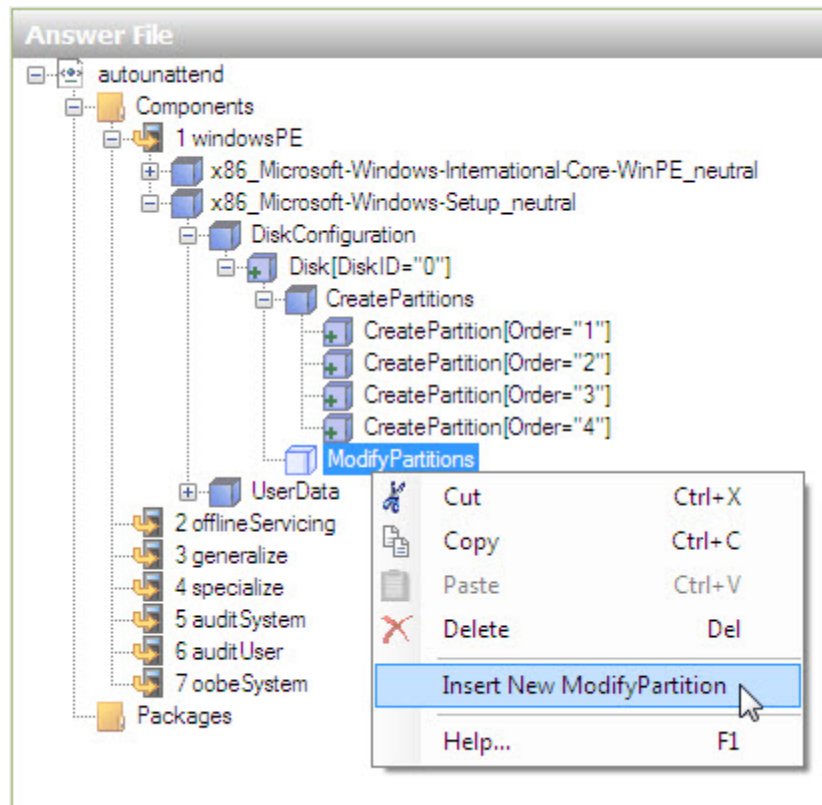 Answer File
autounattend
Components
1 windowsPE
x86_Microsoft-Windows-International-Core-WinPE_neutral
x86_Microsoft-Windows-Setup_neutral
DiskConfiguration
Disk[DiskID="0"]
CreatePartitions
CreatePartition[Order="1"]
CreatePartition[Order="2"]
CreatePartition[Order="3"]
CreatePartition[Order="4"]
ModifyPartitions
UserData
2 offlineServicing
3 generalize
4 specialize
5 auditSystem
6 auditUser
7 oobeSystem
Packages
Cut Ctrl+X
Copy Ctrl+C
Paste Ctrl+V
Delete Del
Insert New ModifyPartition
Help... F1